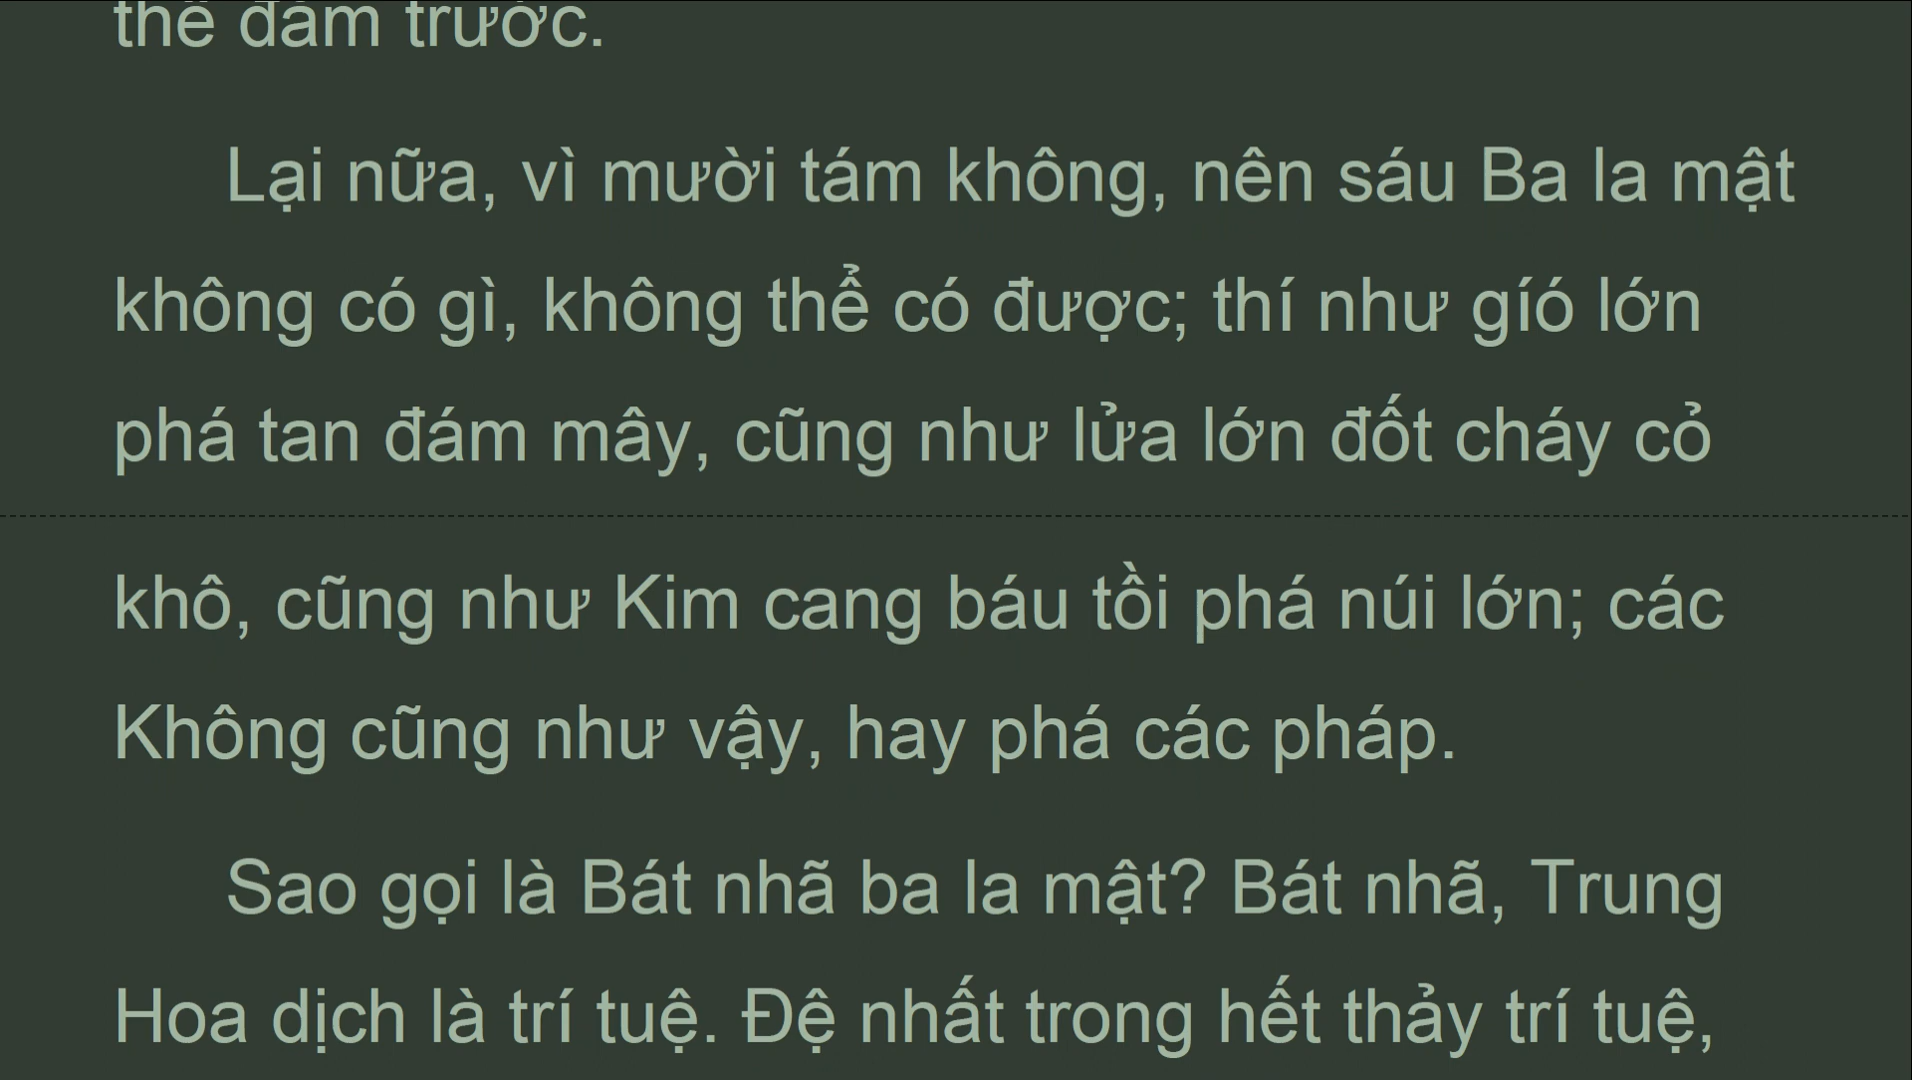 thể đâm trước.
Lại nữa, vì mười tám không, nên sáu Ba la mật
không có gì, không thể có được; thí như gíó lớn
phá tan đám mây, cũng như lửa lớn đốt cháy cỏ
khô, cũng như Kim cang báu tồi phá núi lớn; các
Không cũng như vậy, hay phá các pháp.
Sao gọi là Bát nhã ba la mật? Bát nhã, Trung
Hoa dịch là trí tuệ. Đệ nhất trong hết thảy trí tuệ,